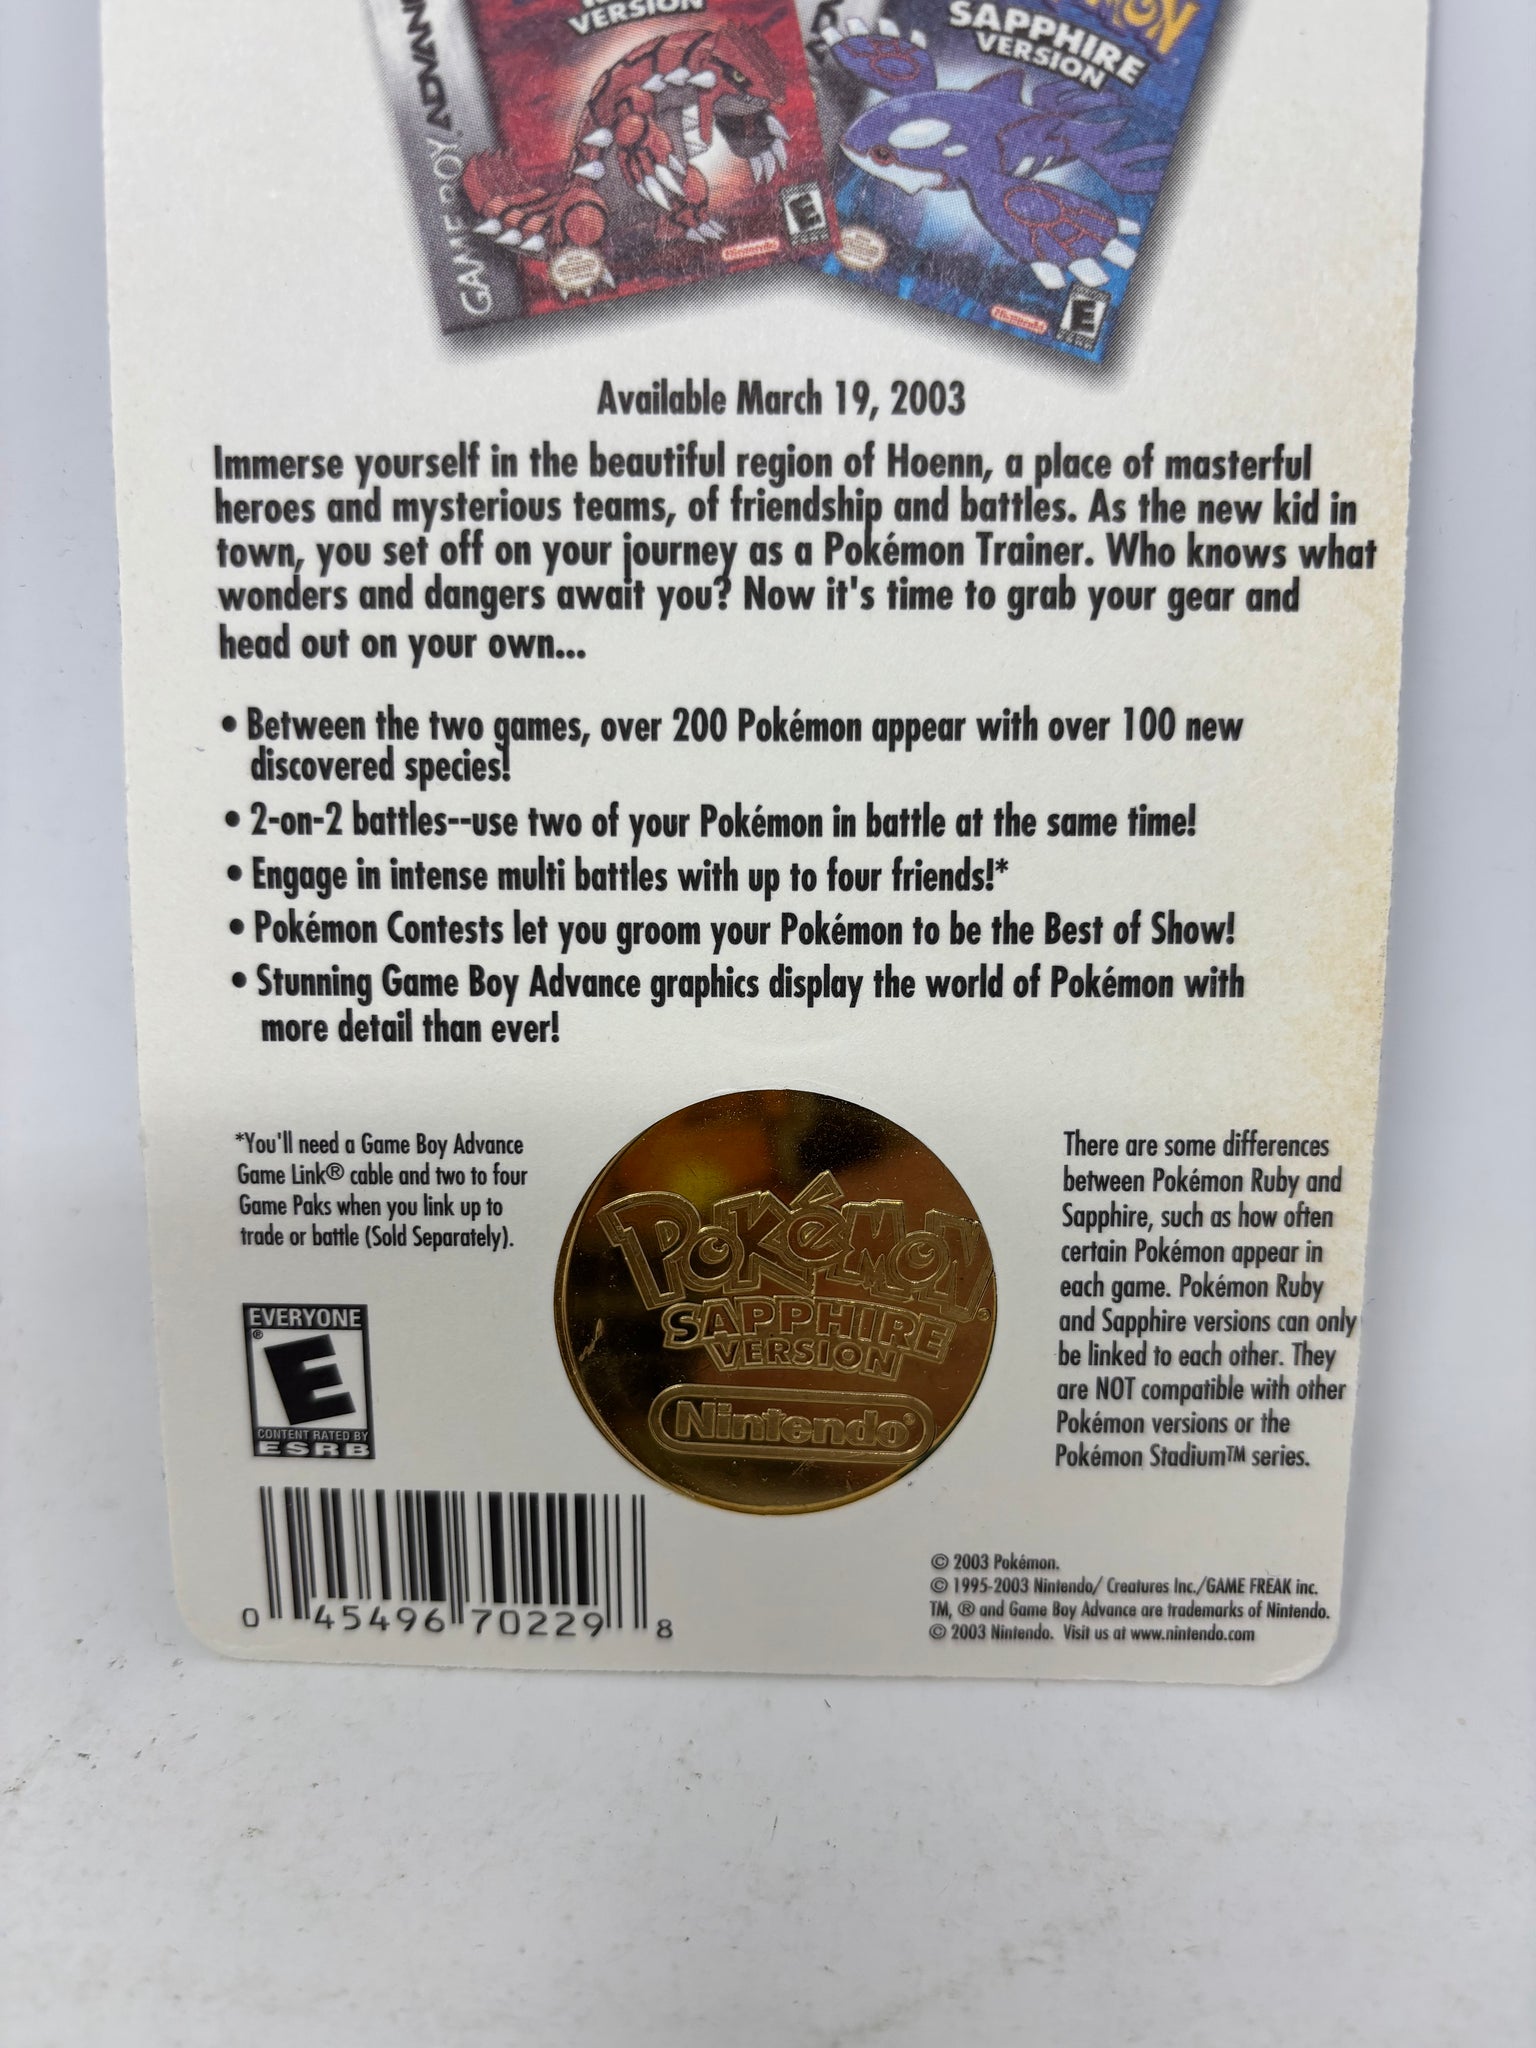 VERSION
SAPPHIRE
VERSION
GAME BOY ADVAN
E
Nintendo
Nintendo
E
Available March 19, 2003
Immerse yourself in the beautiful region of Hoenn, a place of masterful
heroes and mysterious teams, of friendship and battles. As the new kid in
town, you set off on your journey as a Pokémon Trainer. Who knows what
wonders and dangers await you? Now it's time to grab your gear and
head out on your own...
• Between the two games, over 200 Pokémon appear with over 100 new
discovered species!
• 2-on-2 battles--use two of your Pokémon in battle at the same time!
• Engage in intense multi battles with up to four friends!*
• Pokémon Contests let you groom your Pokémon to be the Best of Show!
• Stunning Game Boy Advance graphics display the world of Pokémon with
more detail than ever!
*You'll need a Game Boy Advance
Game Link® cable and two to four
Game Paks when you link up to
trade or battle (Sold Separately).
EVERYONE
E
®
CONTENT RATED BY
ESRB
POKéMON
SAPPHIRE
VERSION
Nintendo®
There are some differences
between Pokémon Ruby and
Sapphire, such as how often
certain Pokémon appear in
each game. Pokémon Ruby
and Sapphire versions can only
be linked to each other. They
are NOT compatible with other
Pokémon versions or the
Pokémon Stadium™ series.
0 45496 70229 8
© 2003 Pokémon.
© 1995-2003 Nintendo/ Creatures Inc./GAME FREAK inc.
TM, ® and Game Boy Advance are trademarks of Nintendo.
© 2003 Nintendo. Visit us at www.nintendo.com